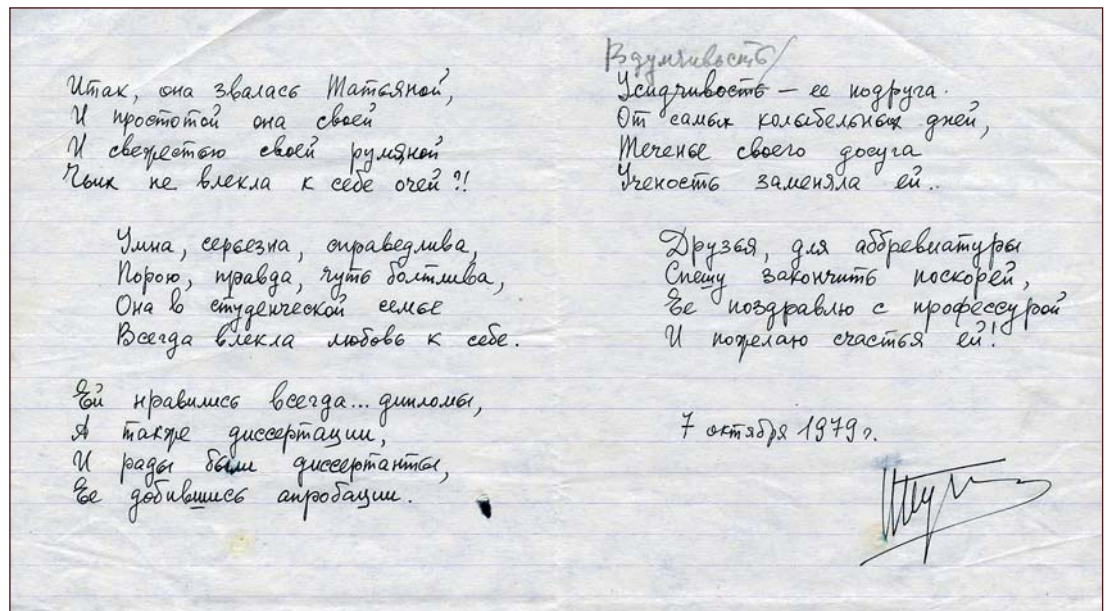 Итак, она звалась Татьяной,
И простотой она своей
И свежестью своей румяной
Чьих не влекла к себе очей?!
Умна, серьезна, справедлива,
Порою, правда, чуть болтлива,
Она в студенческой семье
Всегда влекла любовь к себе.
Ей нравились всегда... дипломы,
А также диссертации,
И рады были диссертанты,
Ее добившись апробации.
Вдумчивость/
Усидчивость — ее подруга.
От самых колыбельных дней,
Теченье своего досуга
Ученость заменяла ей..
Друзья, для аббревиатуры
Спешу закончить поскорей,
Ее поздравлю с профессурой
И пожелаю счастья ей!
7 октября 1979 г.